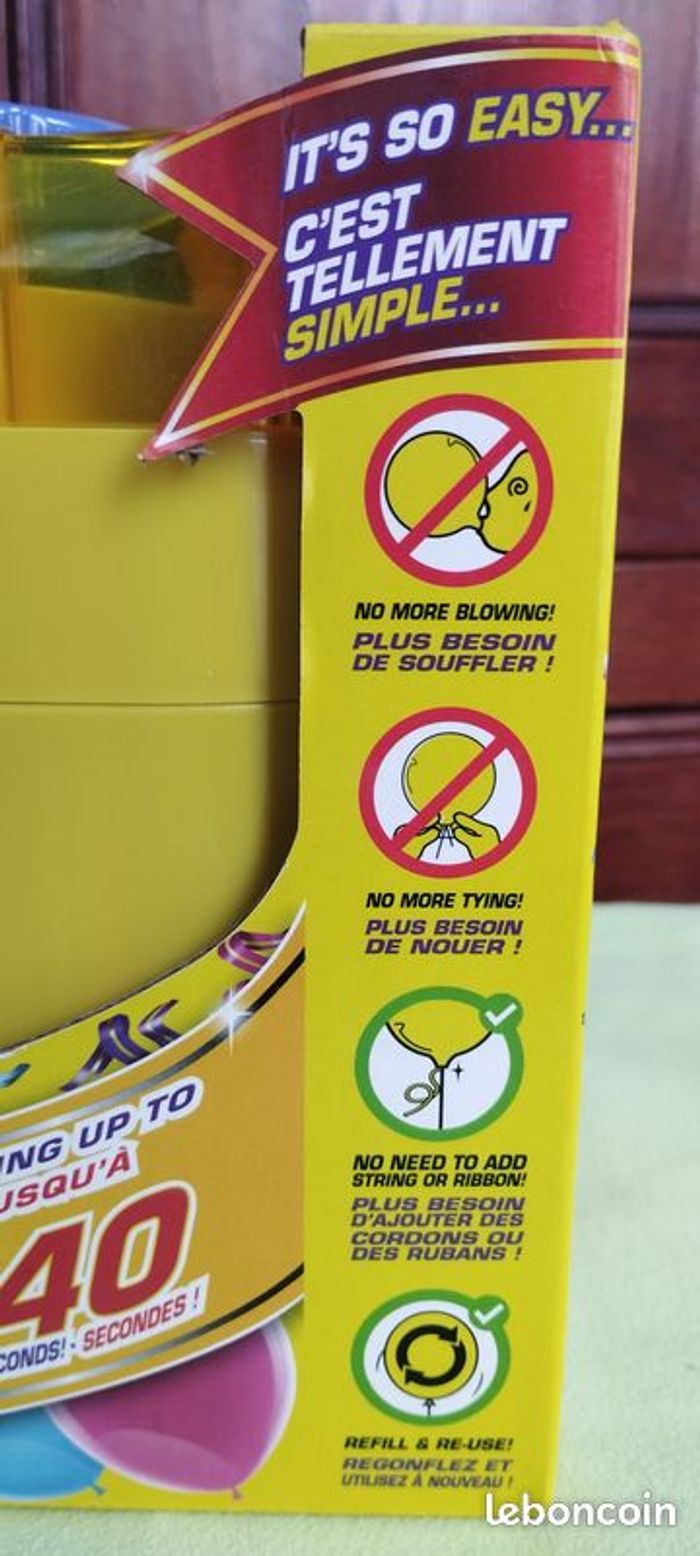 IT'S SO EASY...
C'EST
TELLEMENT
SIMPLE...
NO MORE BLOWING!
PLUS BESOIN
DE SOUFFLER !
NO MORE TYING!
PLUS BESOIN
DE NOUER !
NO NEED TO ADD
STRING OR RIBBON!
PLUS BESOIN
D'AJOUTER DES
CORDONS OU
DES RUBANS !
REFILL & RE-USE!
REGONFLEZ ET
UTILISEZ À NOUVEAU !
UP TO
40
SECONDES !
leboncoin